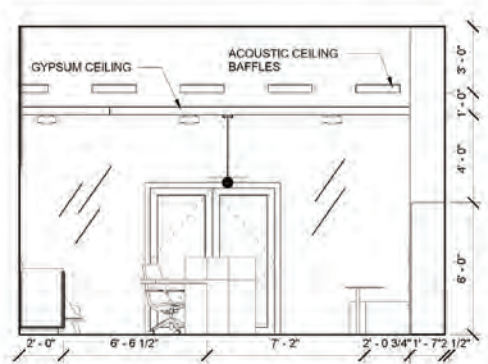 ACOUSTIC CEILING
BAFFLES
GYPSUM CEILING
3' - 0"
1' - 0"
4' - 0"
6' - 0"
2' - 0"
6' - 6 1/2"
7' - 2"
2' - 0 3/4"
1' - 7"
2 1/2"